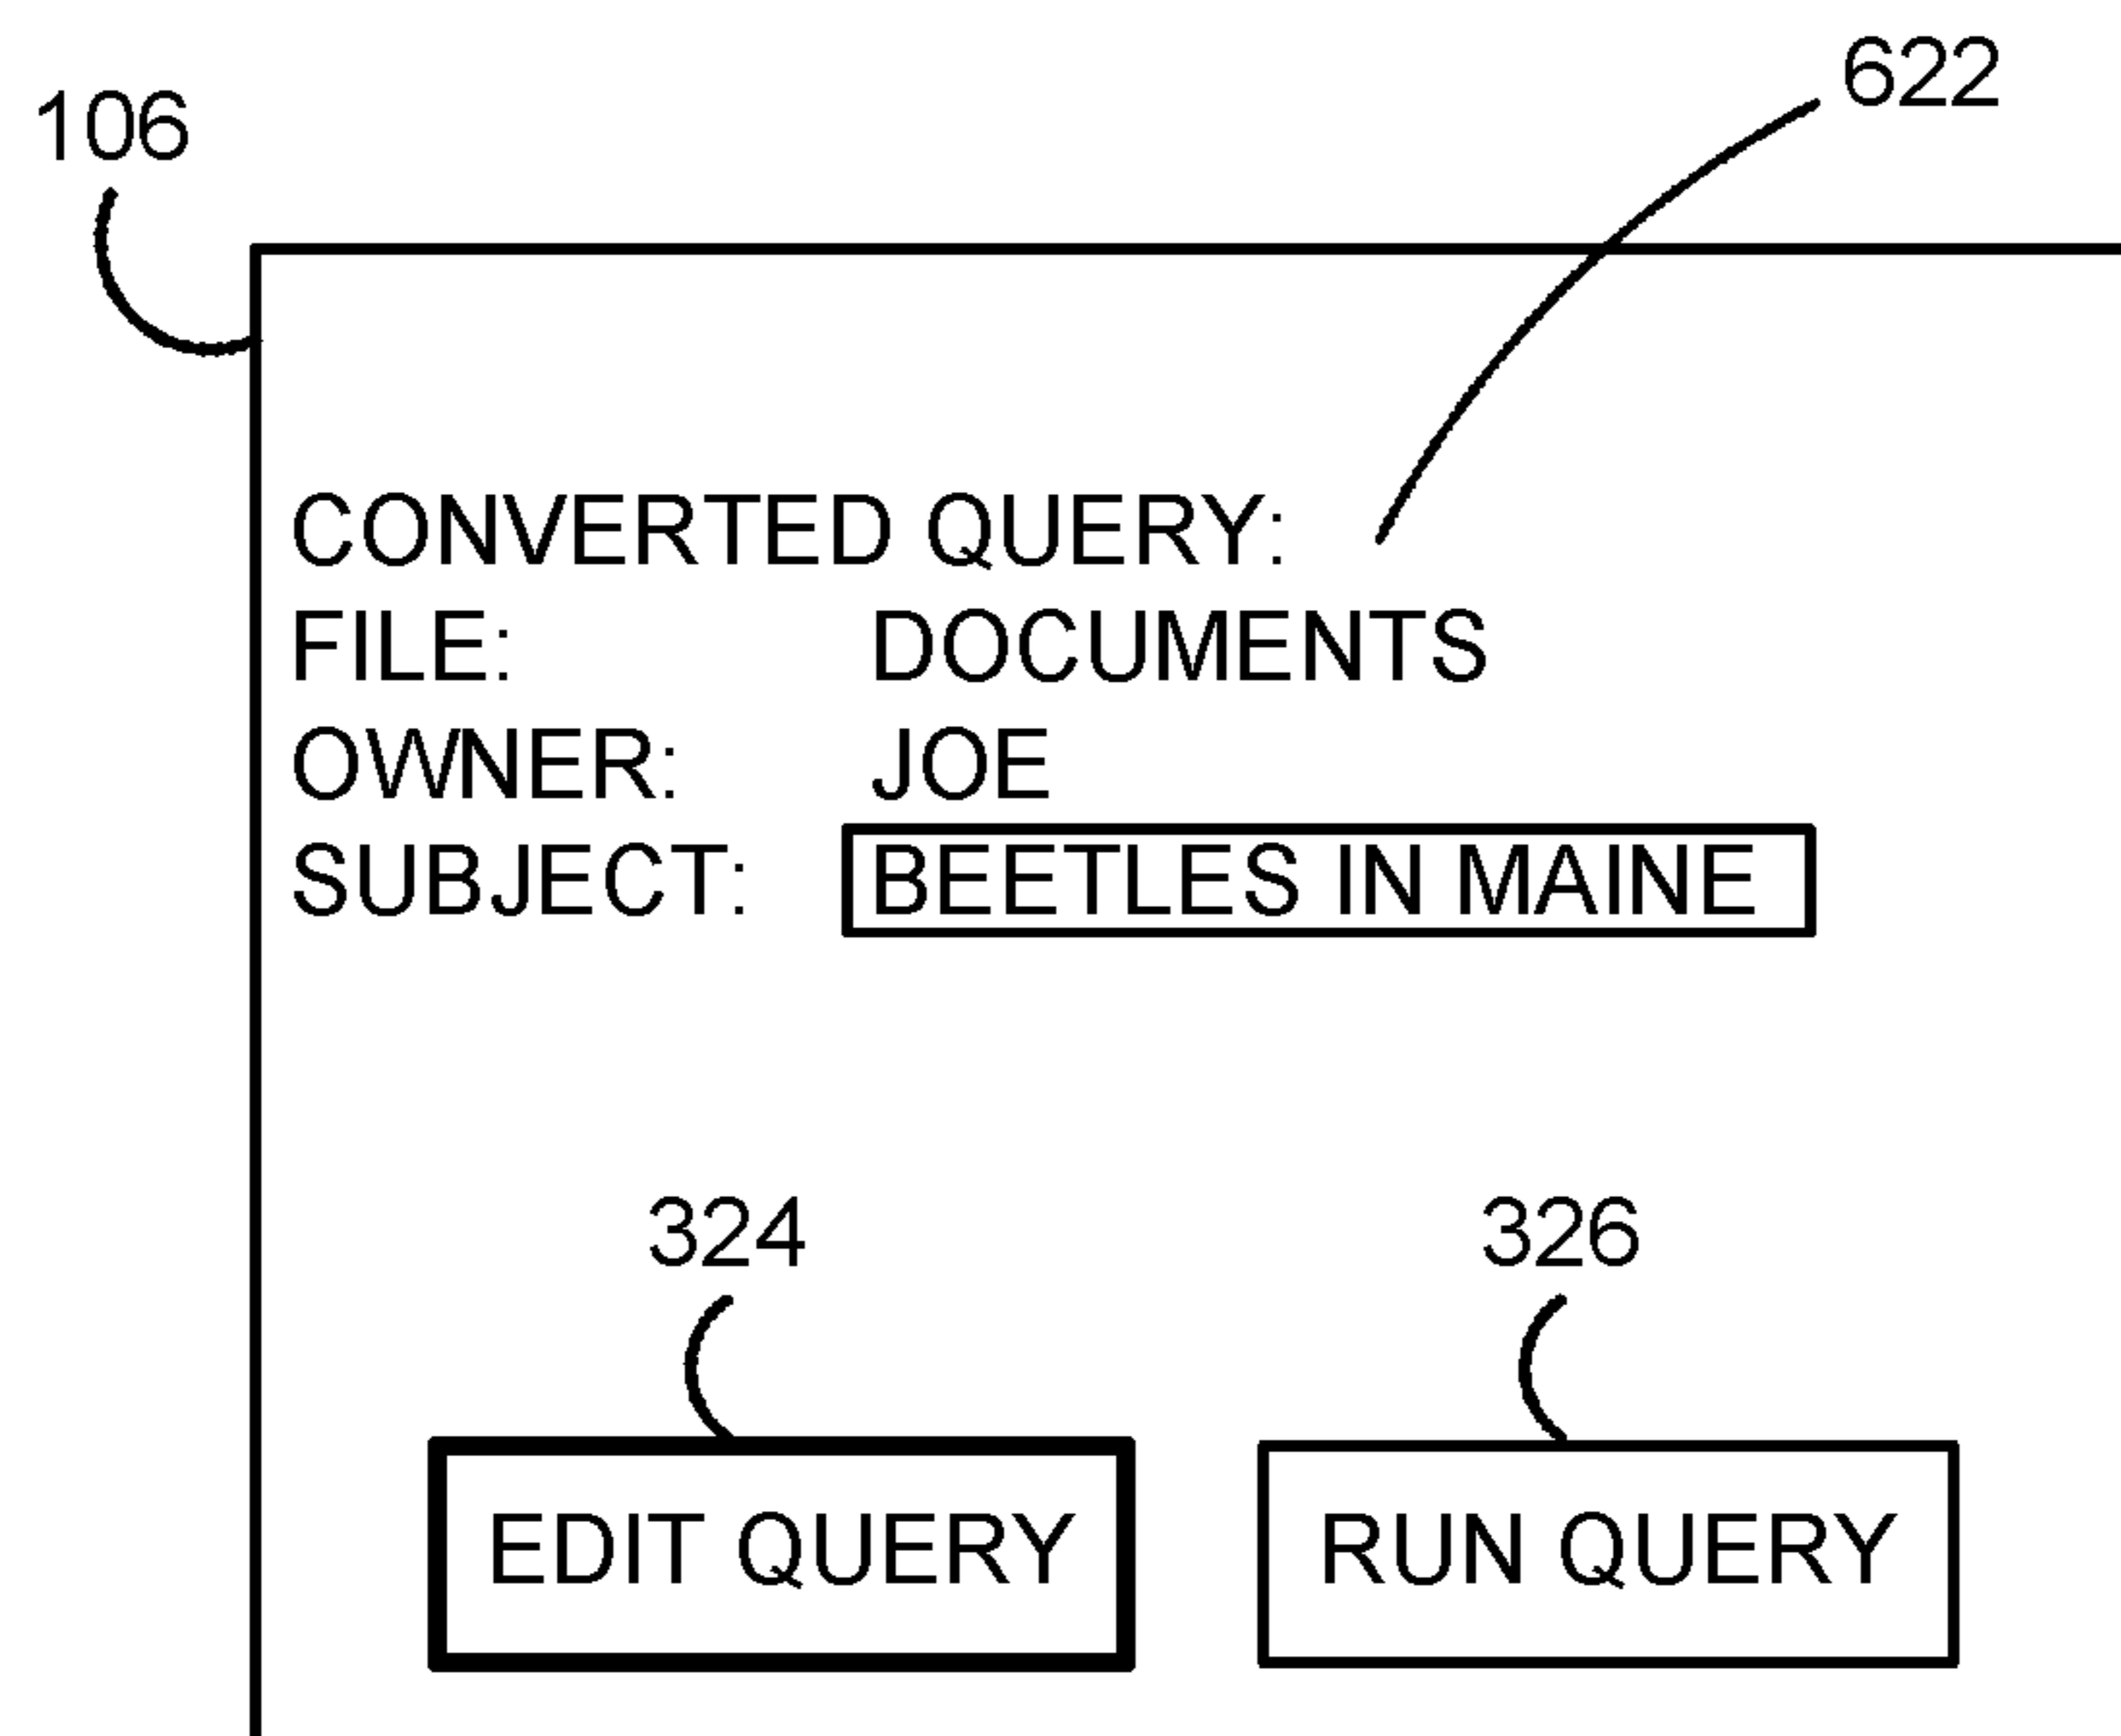 622
106
CONVERTED QUERY:
FILE: DOCUMENTS
OWNER: JOE
SUBJECT: BEETLES IN MAINE
324 326
EDIT QUERY RUN QUERY